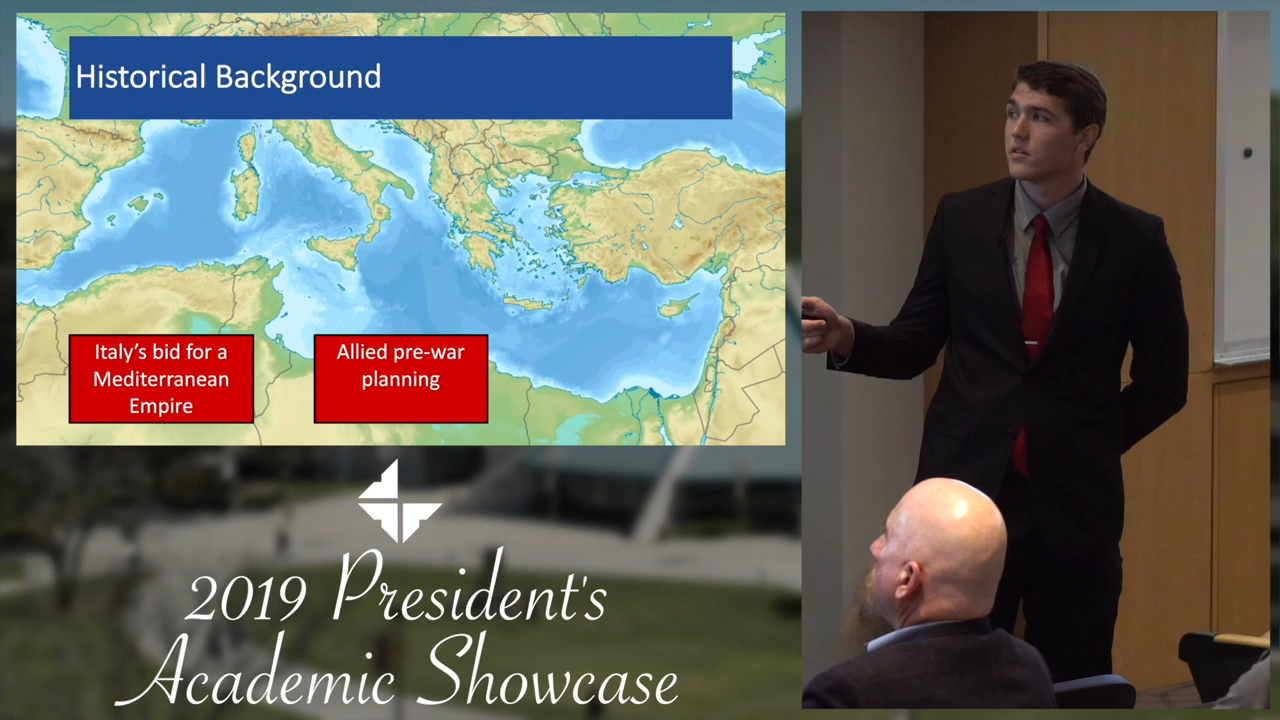 Historical Background
Italy’s bid for a
Mediterranean
Empire
Allied pre-war
planning
2019 President's
Academic Showcase